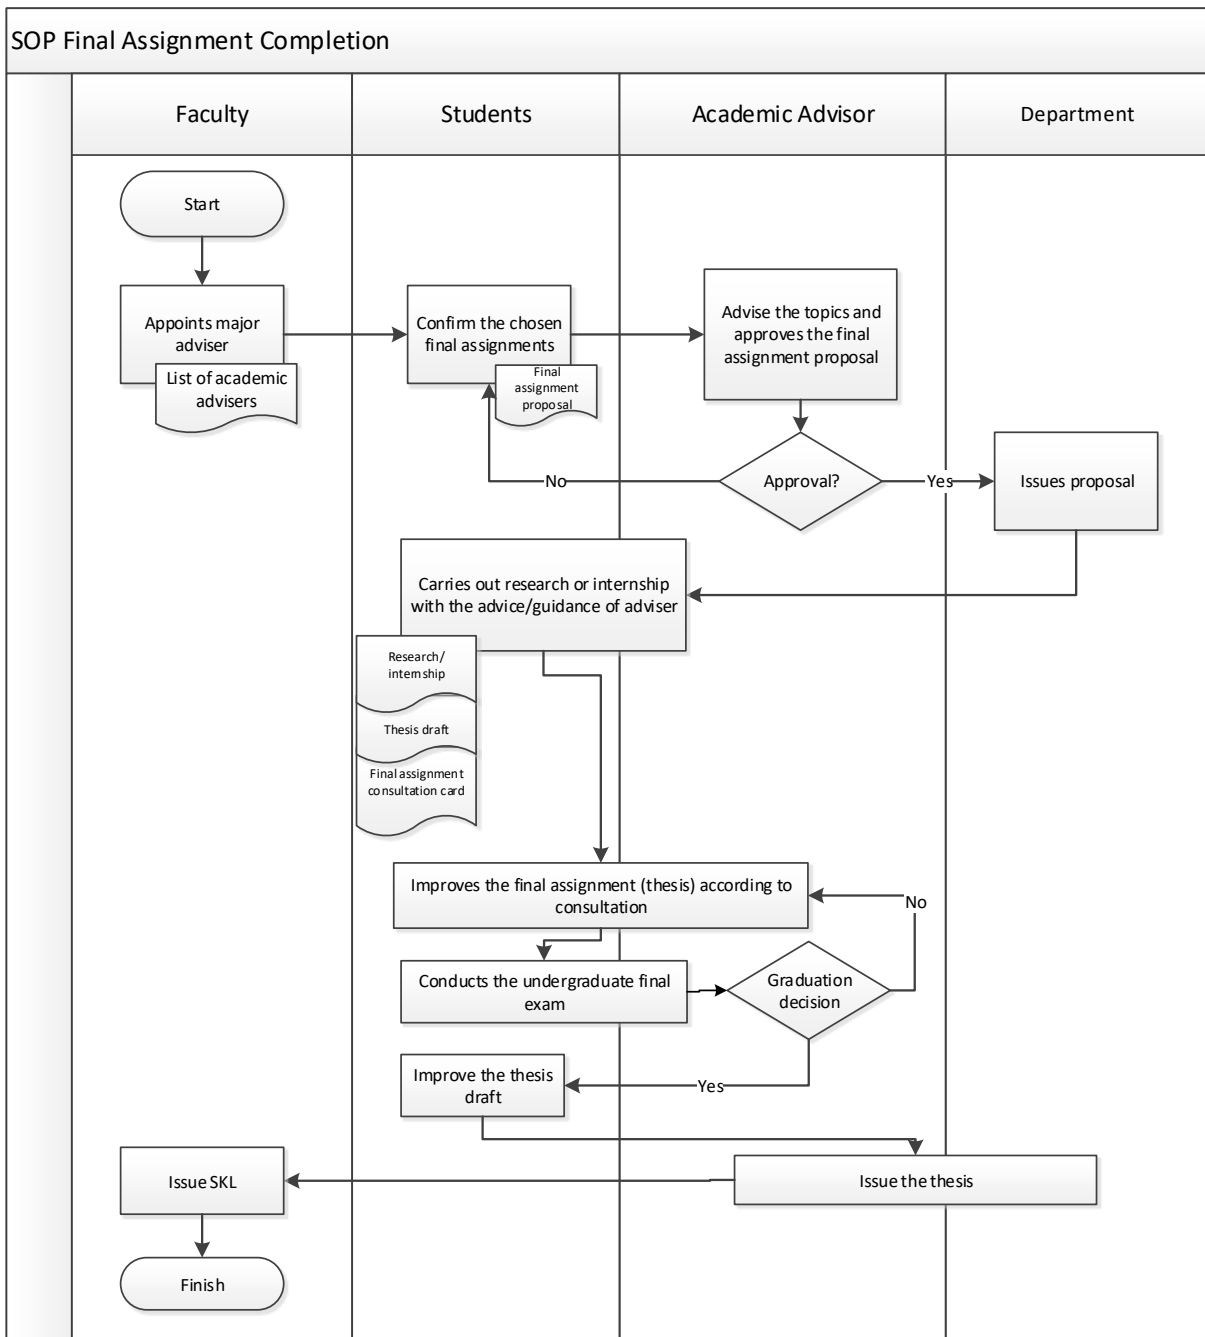 SOP Final Assignment Completion
Faculty
Students
Academic Advisor
Department
Start
Appoints major
adviser
List of academic
advisers
Confirm the chosen
final assignments
Final
assignment
proposal
Advise the topics and
approves the final
assignment proposal
Approval?
No
Yes
Issues proposal
Carries out research or internship
with the advice/guidance of adviser
Research/
internship
Thesis draft
Final assignment
consultation card
Improves the final assignment (thesis) according to
consultation
No
Conducts the undergraduate final
exam
Graduation
decision
Improve the thesis
draft
Yes
Issue SKL
Issue the thesis
Finish